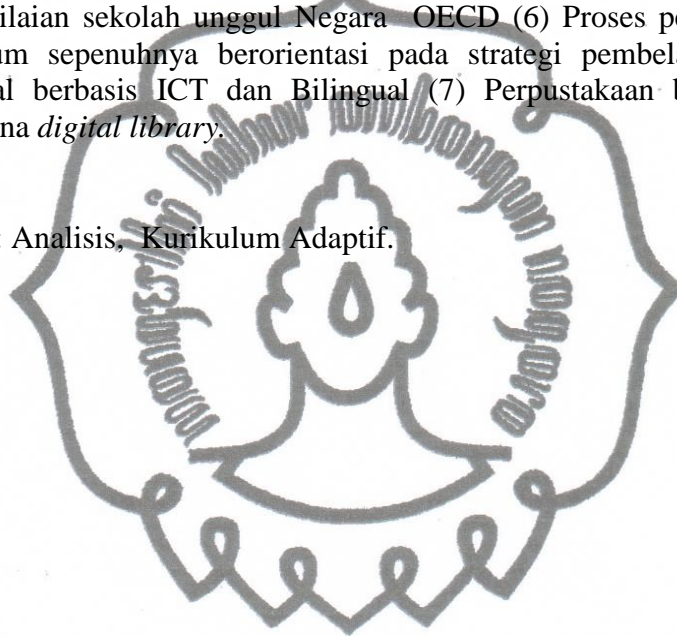 ilaian sekolah unggul Negara OECD (6) Proses pe
um sepenuhnya berorientasi pada strategi pembela
al berbasis ICT dan Bilingual (7) Perpustakaan b
na digital library.
: Analisis, Kurikulum Adaptif.